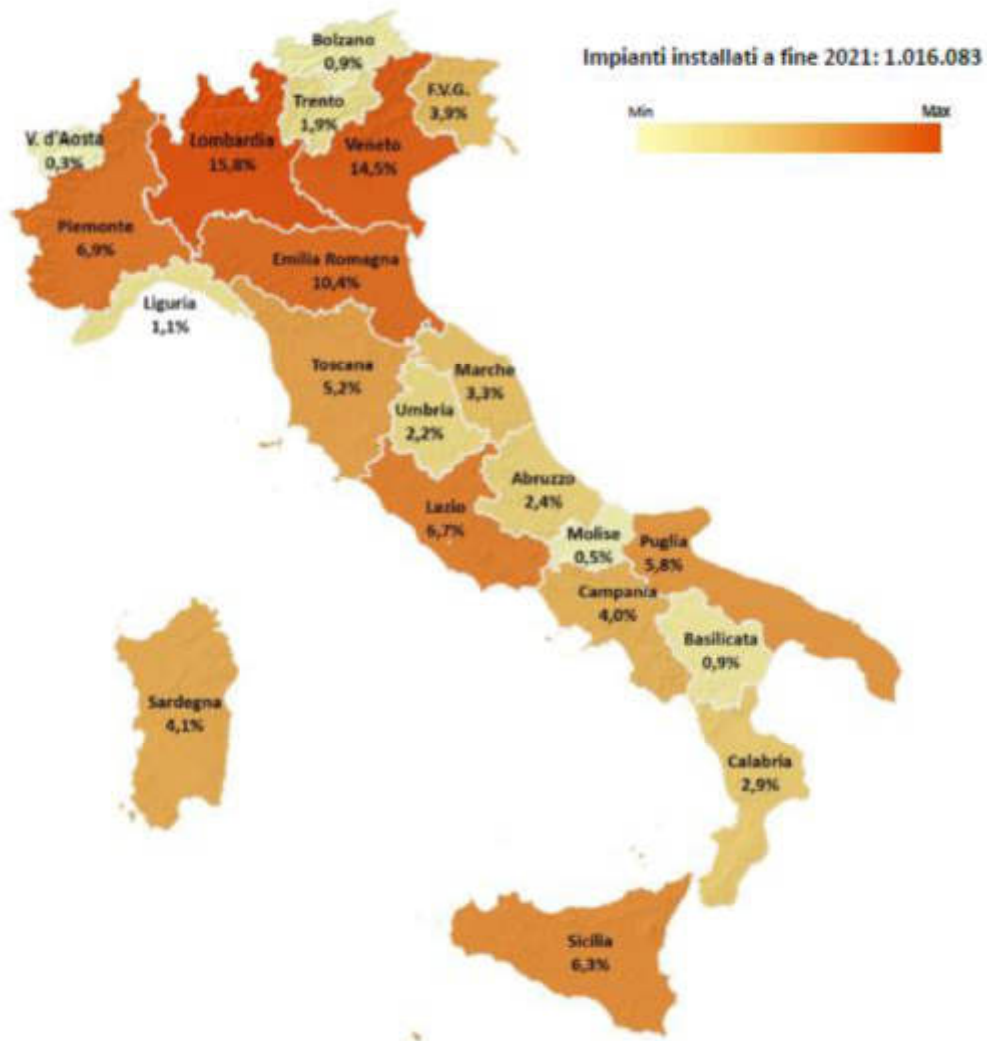 Impianti installati a fine 2021: 1.016.083
Min Max
Bolzano
0,9%
Trento
1,9%
F.V.G.
3,9%
V. d'Aosta
0,3%
Lombardia
15,8%
Veneto
14,5%
Piemonte
6,9%
Emilia Romagna
10,4%
Liguria
1,1%
Toscana
5,2%
Marche
3,3%
Umbria
2,2%
Abruzzo
2,4%
Lazio
6,7%
Molise
0,5%
Puglia
5,8%
Campania
4,0%
Basilicata
0,9%
Sardegna
4,1%
Calabria
2,9%
Sicilia
6,3%